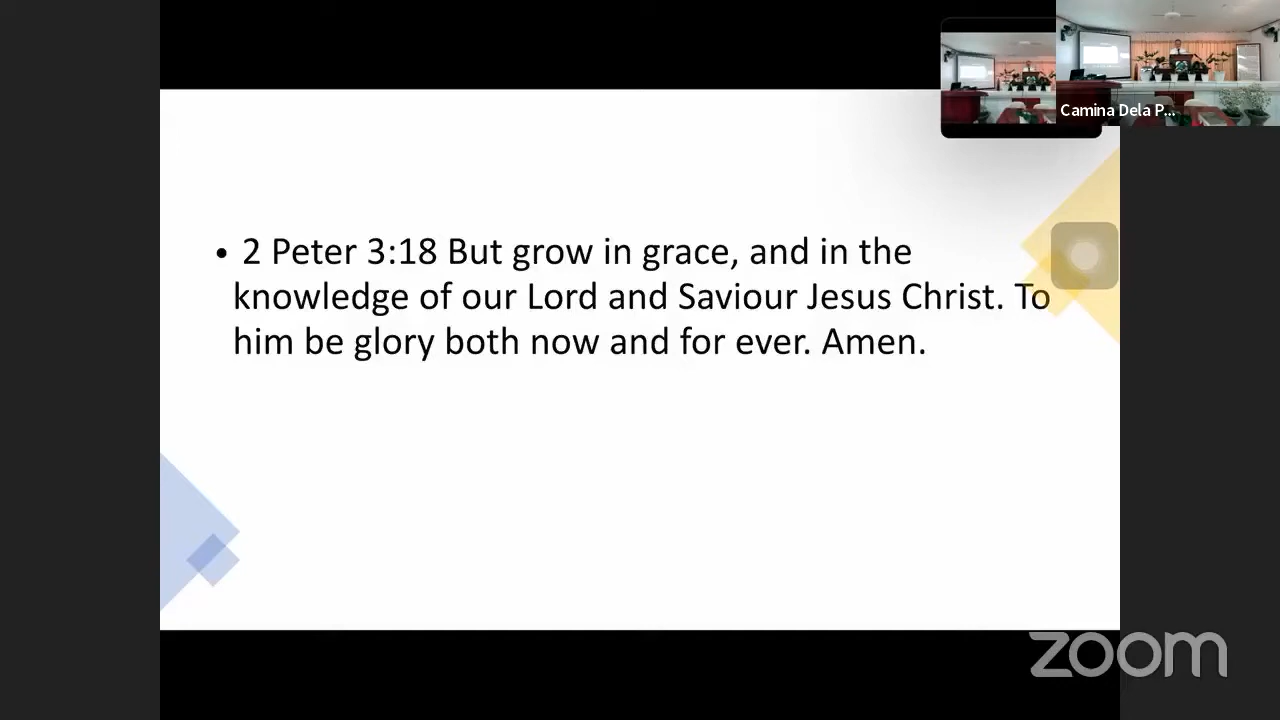 Camina Dela P...
• 2 Peter 3:18 But grow in grace, and in the
knowledge of our Lord and Saviour Jesus Christ. To
him be glory both now and for ever. Amen.
zoom